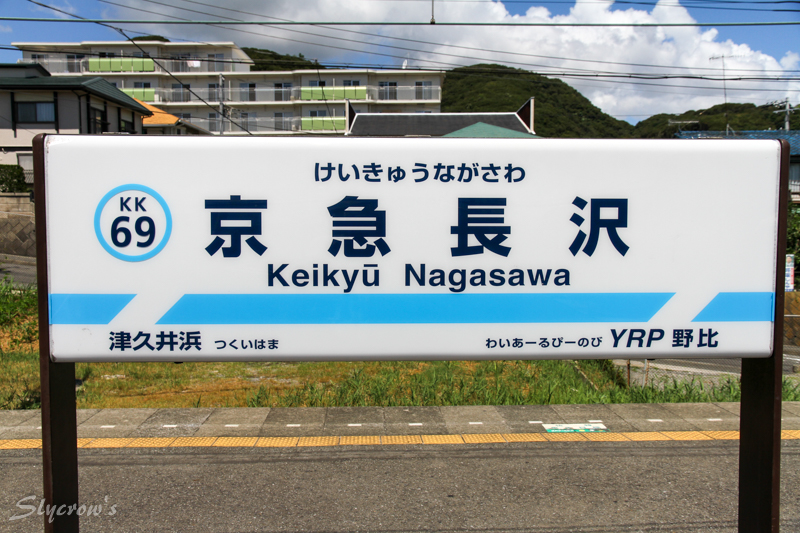 けいきゅうながさわ
KK
69
京急長沢
Keikyū Nagasawa
津久井浜 つくいはま
わいあーるぴーのび YRP 野比
Slycrow's